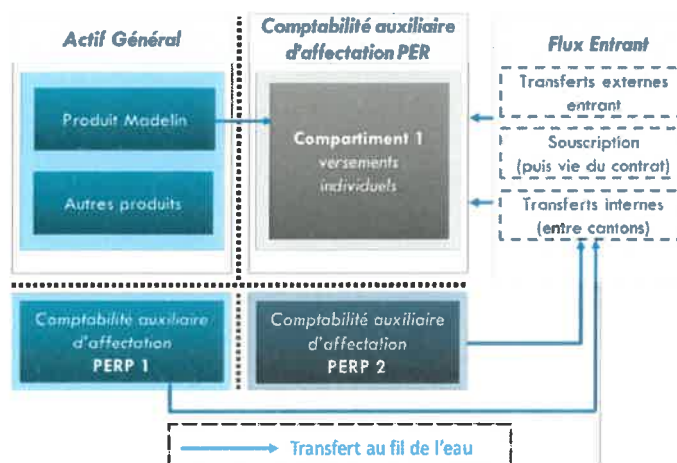 Actif Général
Comptabilité auxiliaire
d'affectation PER
Flux Entrant
Produit Madelin
Autres produits
Compartiment 1
versements
individuels
Transferts externes
entrant
Souscription
(puis vie du contrat)
Transferts internes
(entre cantons)
Comptabilité auxiliaire
d'affectation
PERP 1
Comptabilité auxiliaire
d'affectation
PERP 2
Transfert au fil de l'eau